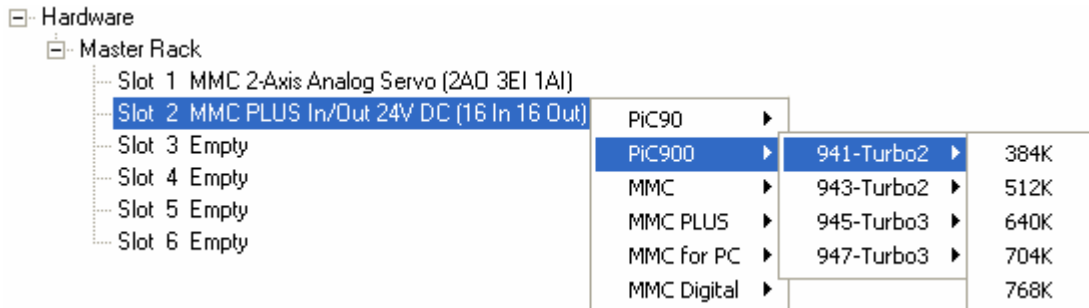 Hardware
Master Rack
Slot 1 MMC 2-Axis Analog Servo (2AO 3EI 1AI)
Slot 2 MMC PLUS In/Out 24V DC (16 In 16 Out)
Slot 3 Empty
Slot 4 Empty
Slot 5 Empty
Slot 6 Empty
PiC90
PiC900
MMC
MMC PLUS
MMC for PC
MMC Digital
941-Turbo2
943-Turbo2
945-Turbo3
947-Turbo3
384K
512K
640K
704K
768K